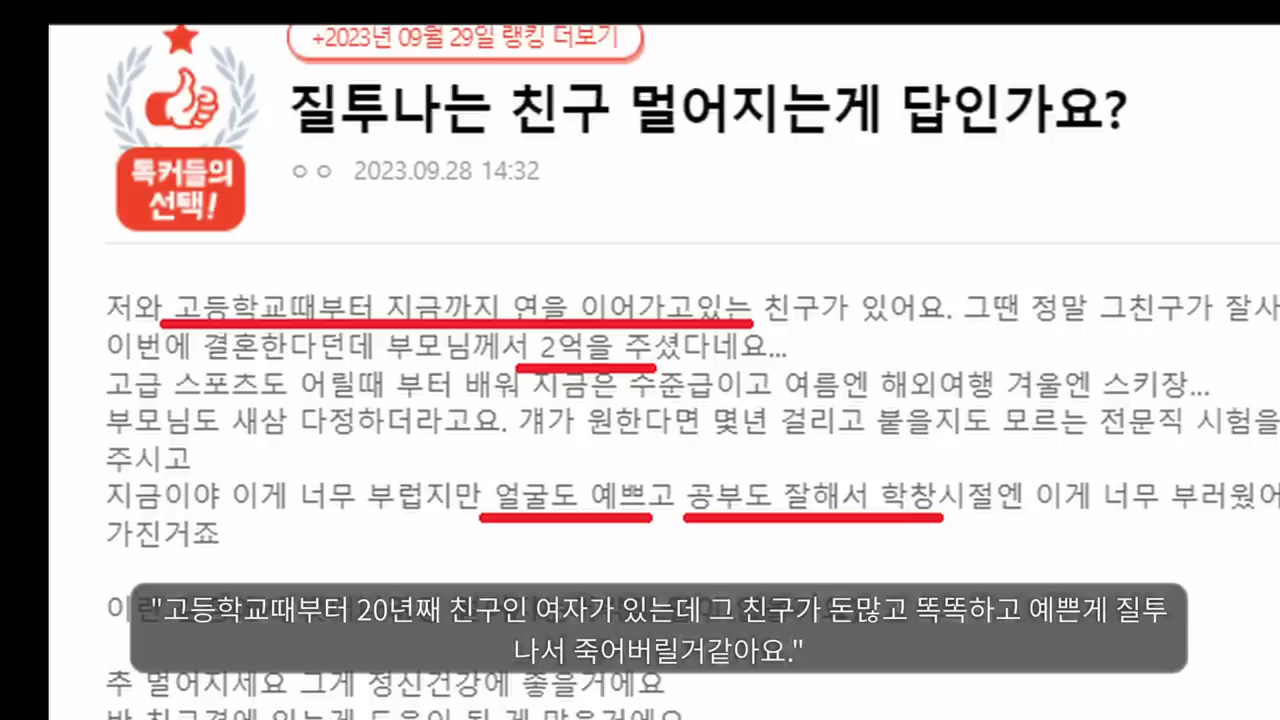 +2023년 09월 29일 랭킹 더보기
질투나는 친구 멀어지는게 답인가요?
톡커들의
선택!
ㅇㅇ 2023.09.28 14:32
저와 고등학교때부터 지금까지 연을 이어가고있는 친구가 있어요. 그땐 정말 그친구가 잘사
이번에 결혼한다던데 부모님께서 2억을 주셨다네요...
고급 스포츠도 어릴때 부터 배워 지금은 수준급이고 여름엔 해외여행 겨울엔 스키장...
부모님도 새삼 다정하더라고요. 걔가 원한다면 몇년 걸리고 붙을지도 모르는 전문직 시험을
주시고
지금이야 이게 너무 부럽지만 얼굴도 예쁘고 공부도 잘해서 학창시절엔 이게 너무 부러웠어
가진거죠
"고등학교때부터 20년째 친구인 여자가 있는데 그 친구가 돈많고 똑똑하고 예쁜게 질투
나서 죽어버릴거같아요."
추 멀어지세요 그게 정신건강에 좋을거에요